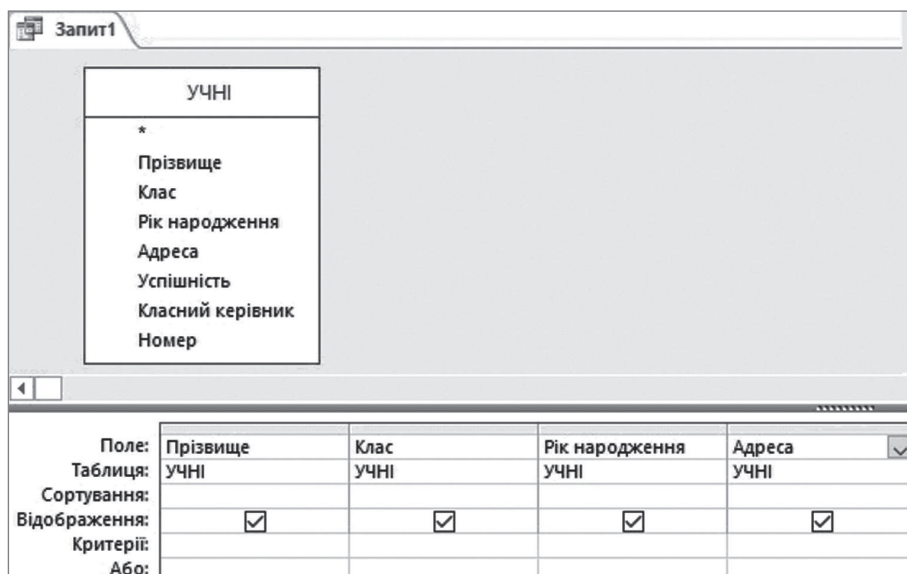 Запит1
УЧНІ
*
Прізвище
Клас
Рік народження
Адреса
Успішність
Класний керівник
Номер
Поле: Прізвище Клас Рік народження Адреса
Таблиця: УЧНІ УЧНІ УЧНІ УЧНІ
Сортування:
Відображення:
Критерії:
Або: